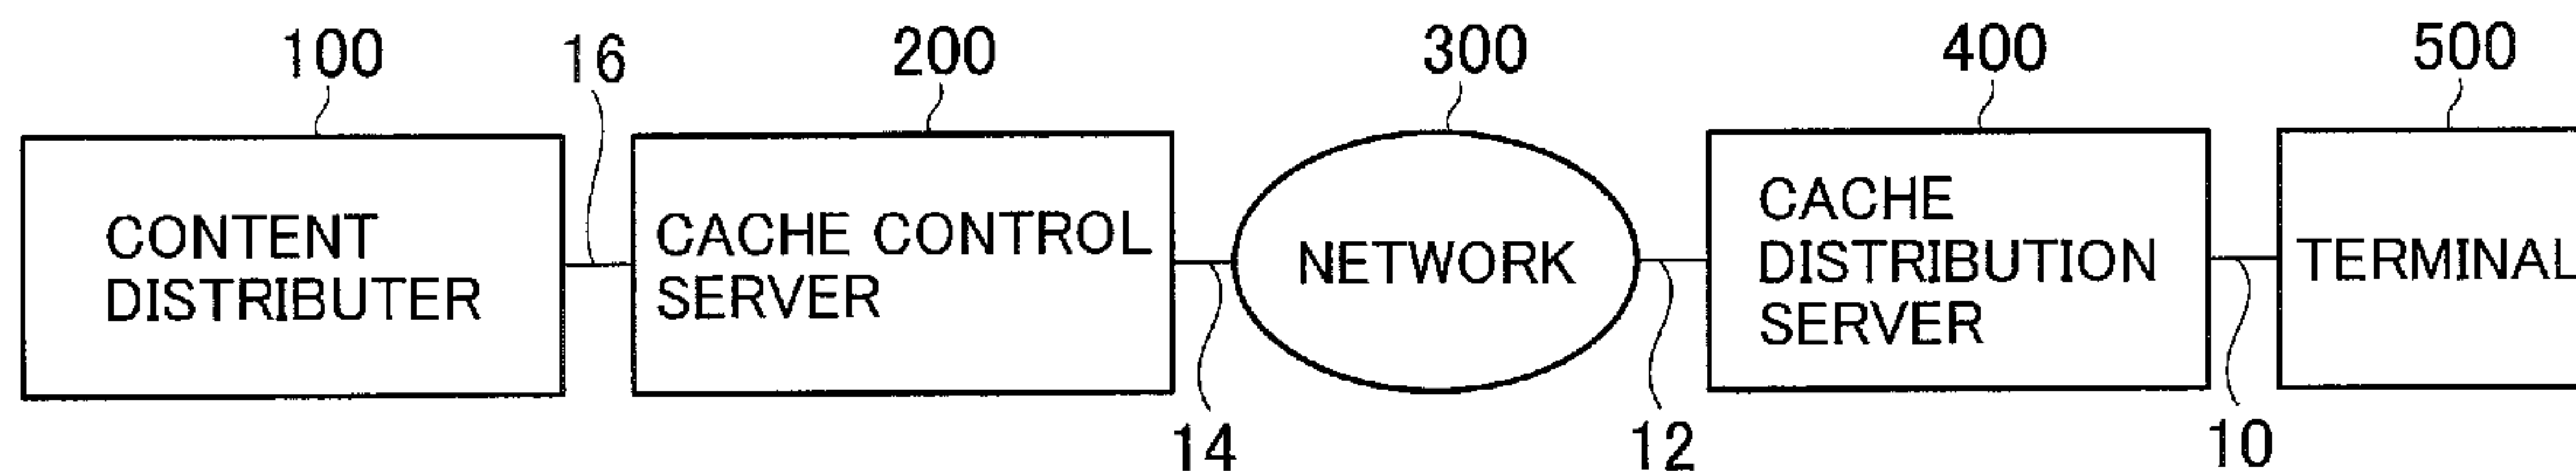 100
16
200
300
400
500
CONTENT
DISTRIBUTER
CACHE CONTROL
SERVER
NETWORK
CACHE
DISTRIBUTION
SERVER
TERMINAL
14
12
10